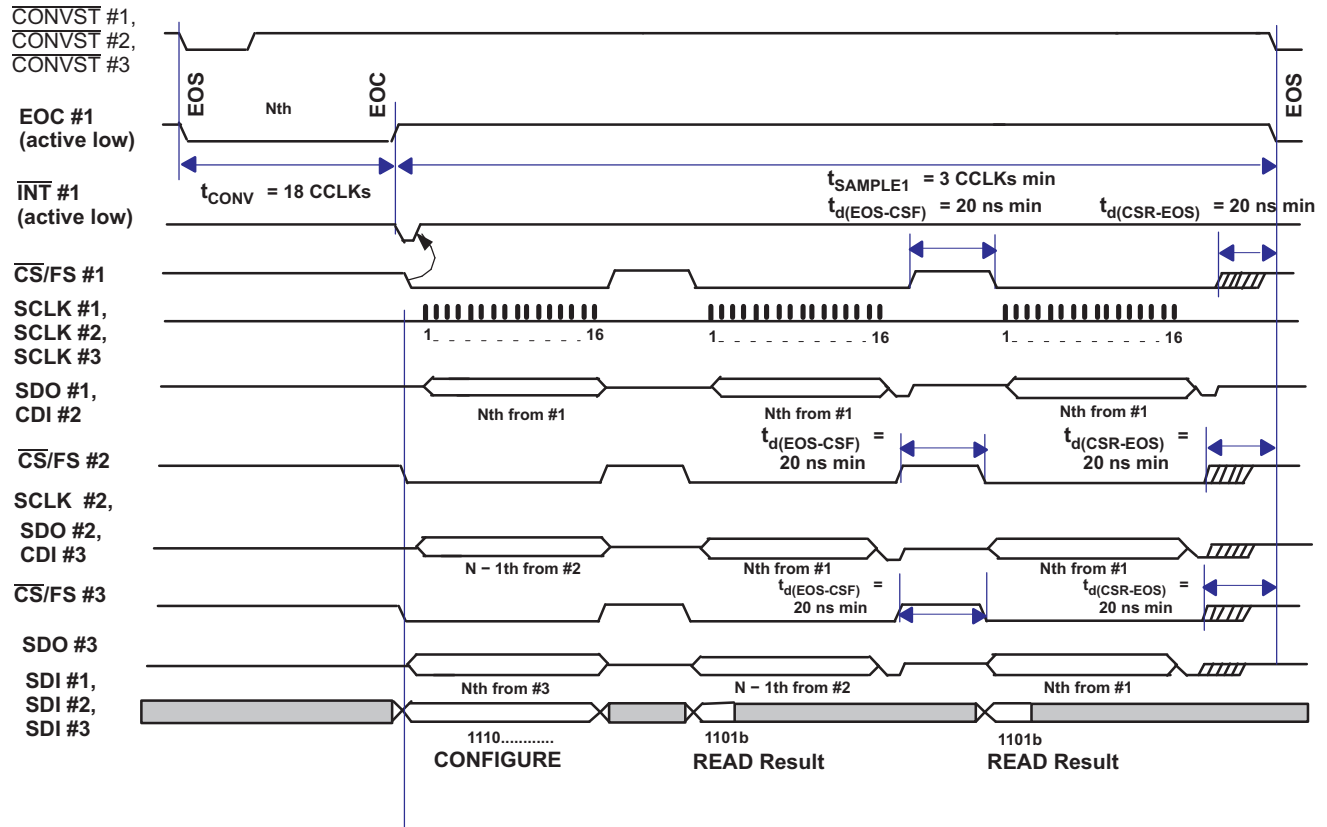 CONVST #1,
CONVST #2,
CONVST #3
EOS
Nth
EOC
EOS
EOC #1
(active low)
tCONV = 18 CCLKs
tSAMPLE1 = 3 CCLKs min
INT #1
(active low)
td(EOS-CSF) = 20 ns min
td(CSR-EOS) = 20 ns min
CS/FS #1
SCLK #1,
SCLK #2,
SCLK #3
1_ _ _ _ _ _ _ _ _ _ 16
1_ _ _ _ _ _ _ _ _ _ 16
1_ _ _ _ _ _ _ _ _ _ 16
SDO #1,
CDI #2
Nth from #1
Nth from #1
Nth from #1
td(EOS-CSF) =
20 ns min
td(CSR-EOS) =
20 ns min
CS/FS #2
SCLK #2,
SDO #2,
CDI #3
N − 1th from #2
Nth from #1
Nth from #1
td(EOS-CSF) =
20 ns min
td(CSR-EOS) =
20 ns min
CS/FS #3
SDO #3
Nth from #3
N − 1th from #2
Nth from #1
SDI #1,
SDI #2,
SDI #3
1110............
CONFIGURE
1101b
READ Result
1101b
READ Result